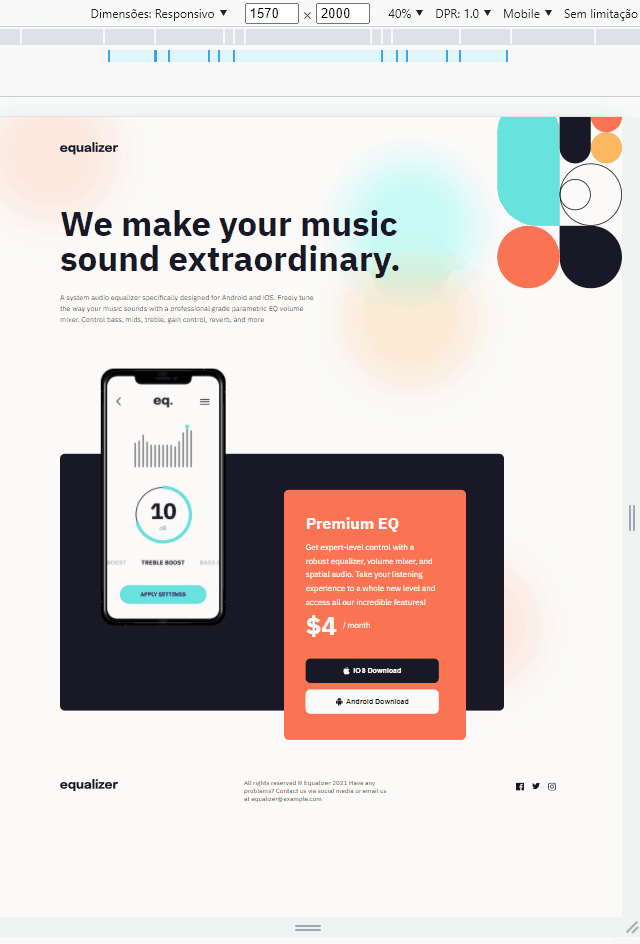 Dimensões: Responsivo ▼ 1570 × 2000 40% ▼ DPR: 1.0 ▼ Mobile ▼ Sem limitação
equalizer
We make your music
sound extraordinary.
A system audio equalizer specifically designed for Android and iOS. Freely tune
the way your music sounds with a professional grade parametric EQ volume
mixer. Control bass, mids, treble, gain control, reverb, and more
eq.
10
dB
BOOST TREBLE BOOST BASS
APPLY SETTINGS
Premium EQ
Get expert-level control with a
robust equalizer, volume mixer, and
spatial audio. Take your listening
experience to a whole new level and
access all our incredible features!
$4 / month
iOS Download
Android Download
equalizer
All rights reserved © Equalizer 2021 Have any
problems? Contact us via social media or email us
at equalizer@example.com